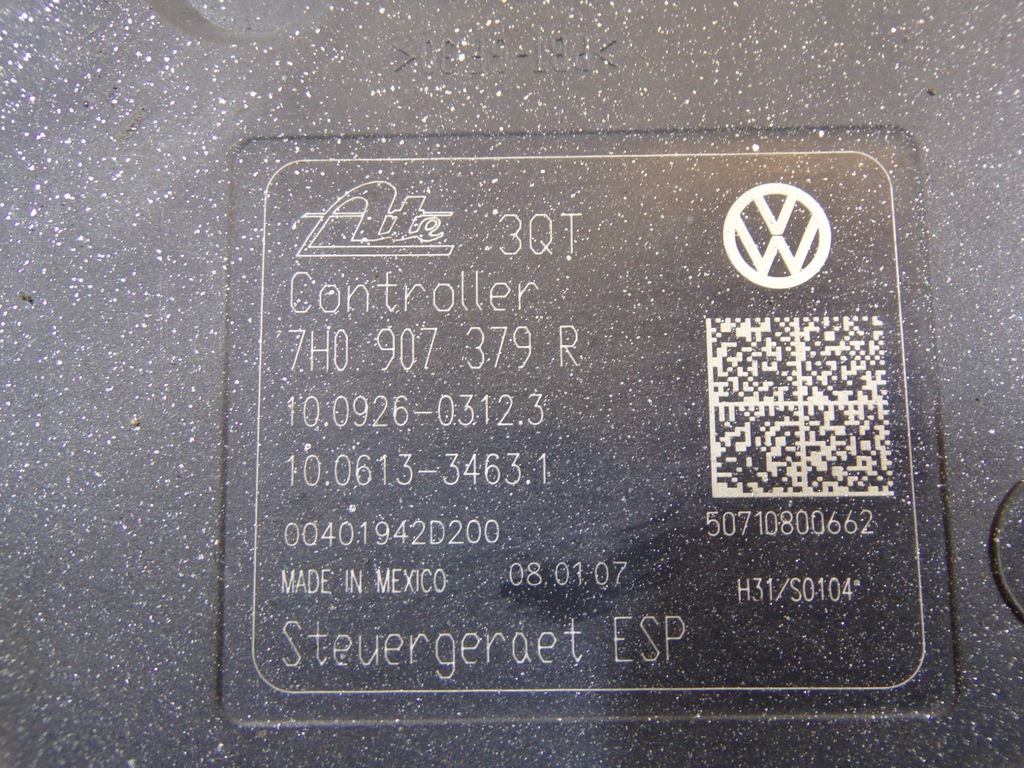 Ate 3QT
Controller
7H0 907 379 R
10.0926-0312.3
10.0613-3463.1
00401942D200
50710800662
MADE IN MEXICO 08.01.07
H31/S0104*
Steuergeraet ESP